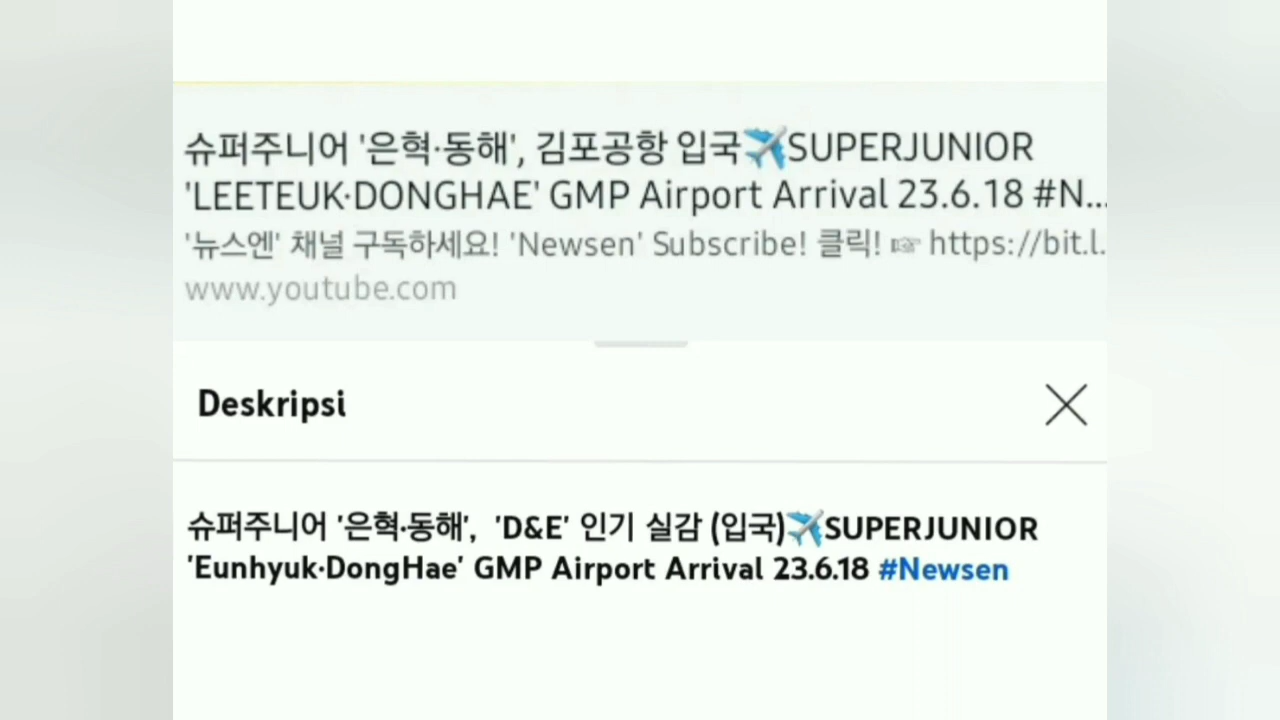 슈퍼주니어 '은혁·동해', 김포공항 입국✈️SUPERJUNIOR
'LEETEUK·DONGHAE' GMP Airport Arrival 23.6.18 #N...
'뉴스엔' 채널 구독하세요! 'Newsen' Subscribe! 클릭! ☞ https://bit.l.
www.youtube.com
Deskripsi
슈퍼주니어 '은혁·동해', 'D&E' 인기 실감 (입국)✈️SUPERJUNIOR
'Eunhyuk·DongHae' GMP Airport Arrival 23.6.18 #Newsen